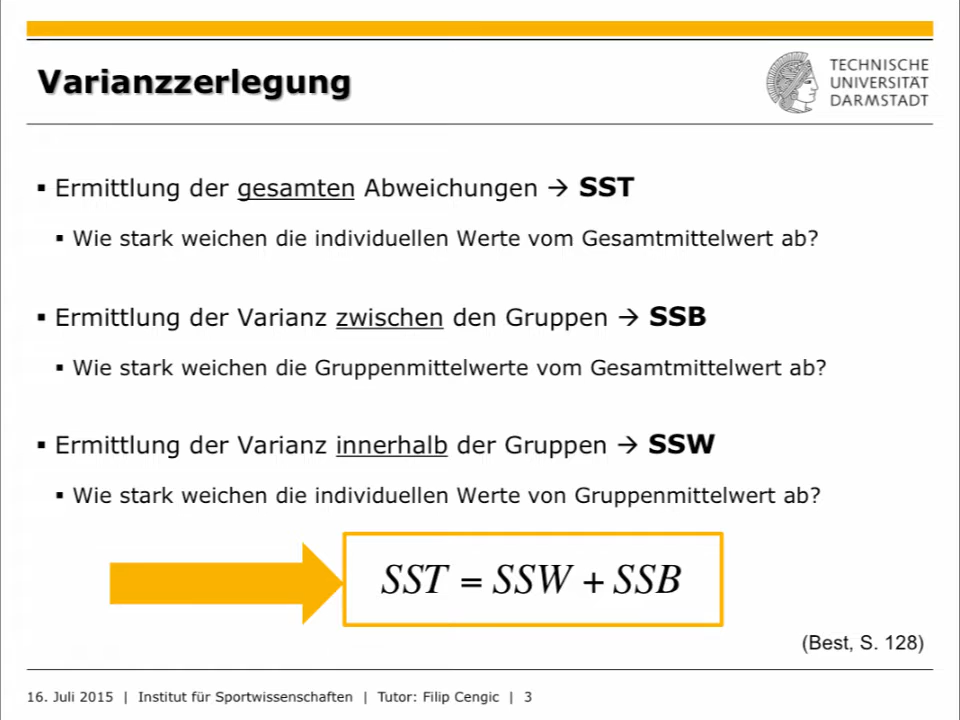 Varianzzerlegung
TECHNISCHE
UNIVERSITÄT
DARMSTADT
▪ Ermittlung der gesamten Abweichungen → SST
▪ Wie stark weichen die individuellen Werte vom Gesamtmittelwert ab?
▪ Ermittlung der Varianz zwischen den Gruppen → SSB
▪ Wie stark weichen die Gruppenmittelwerte vom Gesamtmittelwert ab?
▪ Ermittlung der Varianz innerhalb der Gruppen → SSW
▪ Wie stark weichen die individuellen Werte von Gruppenmittelwert ab?
SST = SSW + SSB
(Best, S. 128)
16. Juli 2015 | Institut für Sportwissenschaften | Tutor: Filip Cengic | 3